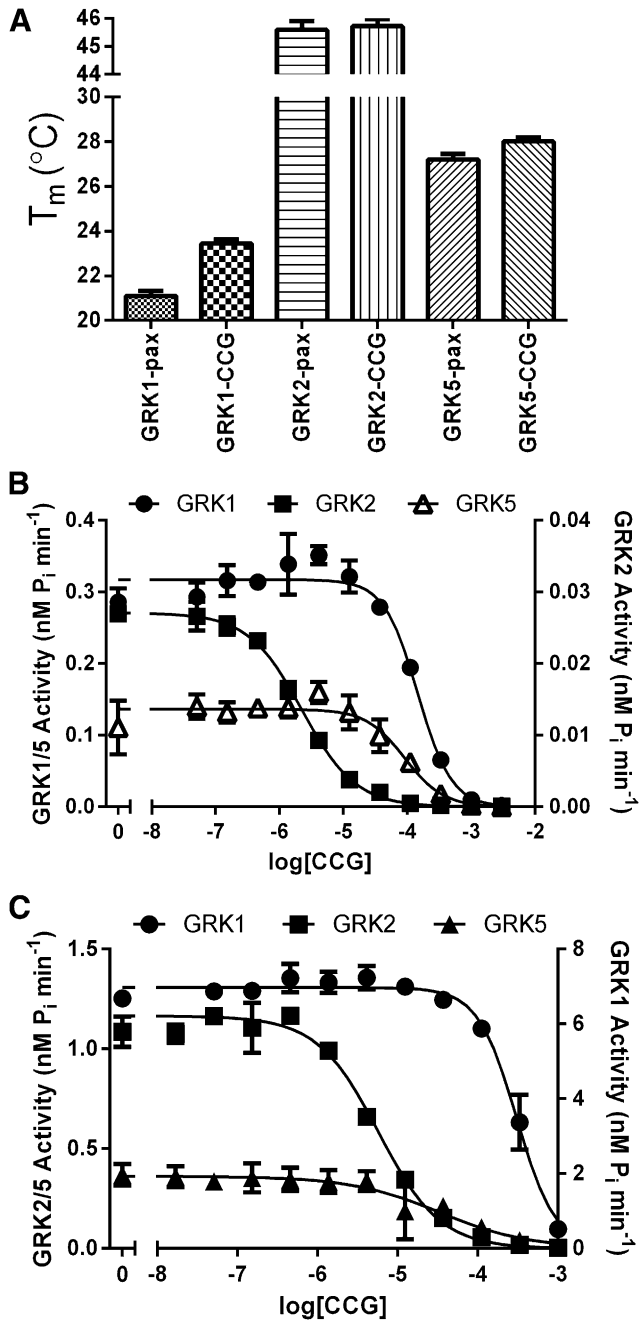 A
T_m (°C)
46
45
44
30
28
26
24
22
20
GRK1-pax
GRK1-CCG
GRK2-pax
GRK2-CCG
GRK5-pax
GRK5-CCG
B
GRK1 GRK2 GRK5
GRK1/5 Activity (nM P_i min^-1)
0.4
0.3
0.2
0.1
0.0
0.04
0.03
0.02
0.01
0.00
GRK2 Activity (nM P_i min^-1)
0 -8 -7 -6 -5 -4 -3 -2
log[CCG]
C
GRK1 GRK2 GRK5
GRK2/5 Activity (nM P_i min^-1)
1.5
1.0
0.5
0.0
8
6
4
2
0
GRK1 Activity (nM P_i min^-1)
0 -8 -7 -6 -5 -4 -3
log[CCG]